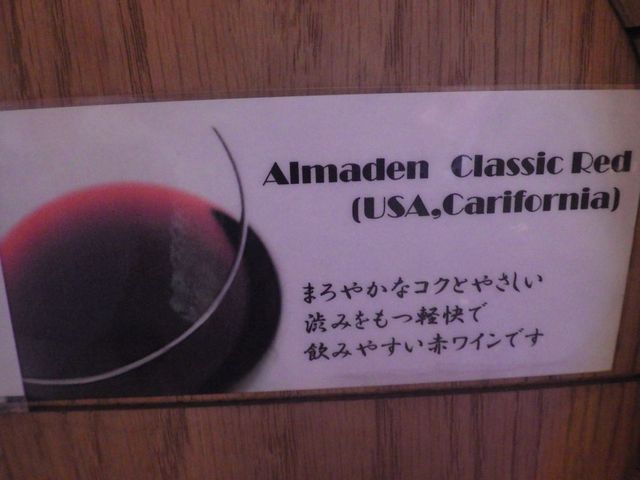 Almaden Classic Red
(USA,Carifornia)
まろやかなコクとやさしい
渋みをもつ軽快で
飲みやすい赤ワインです